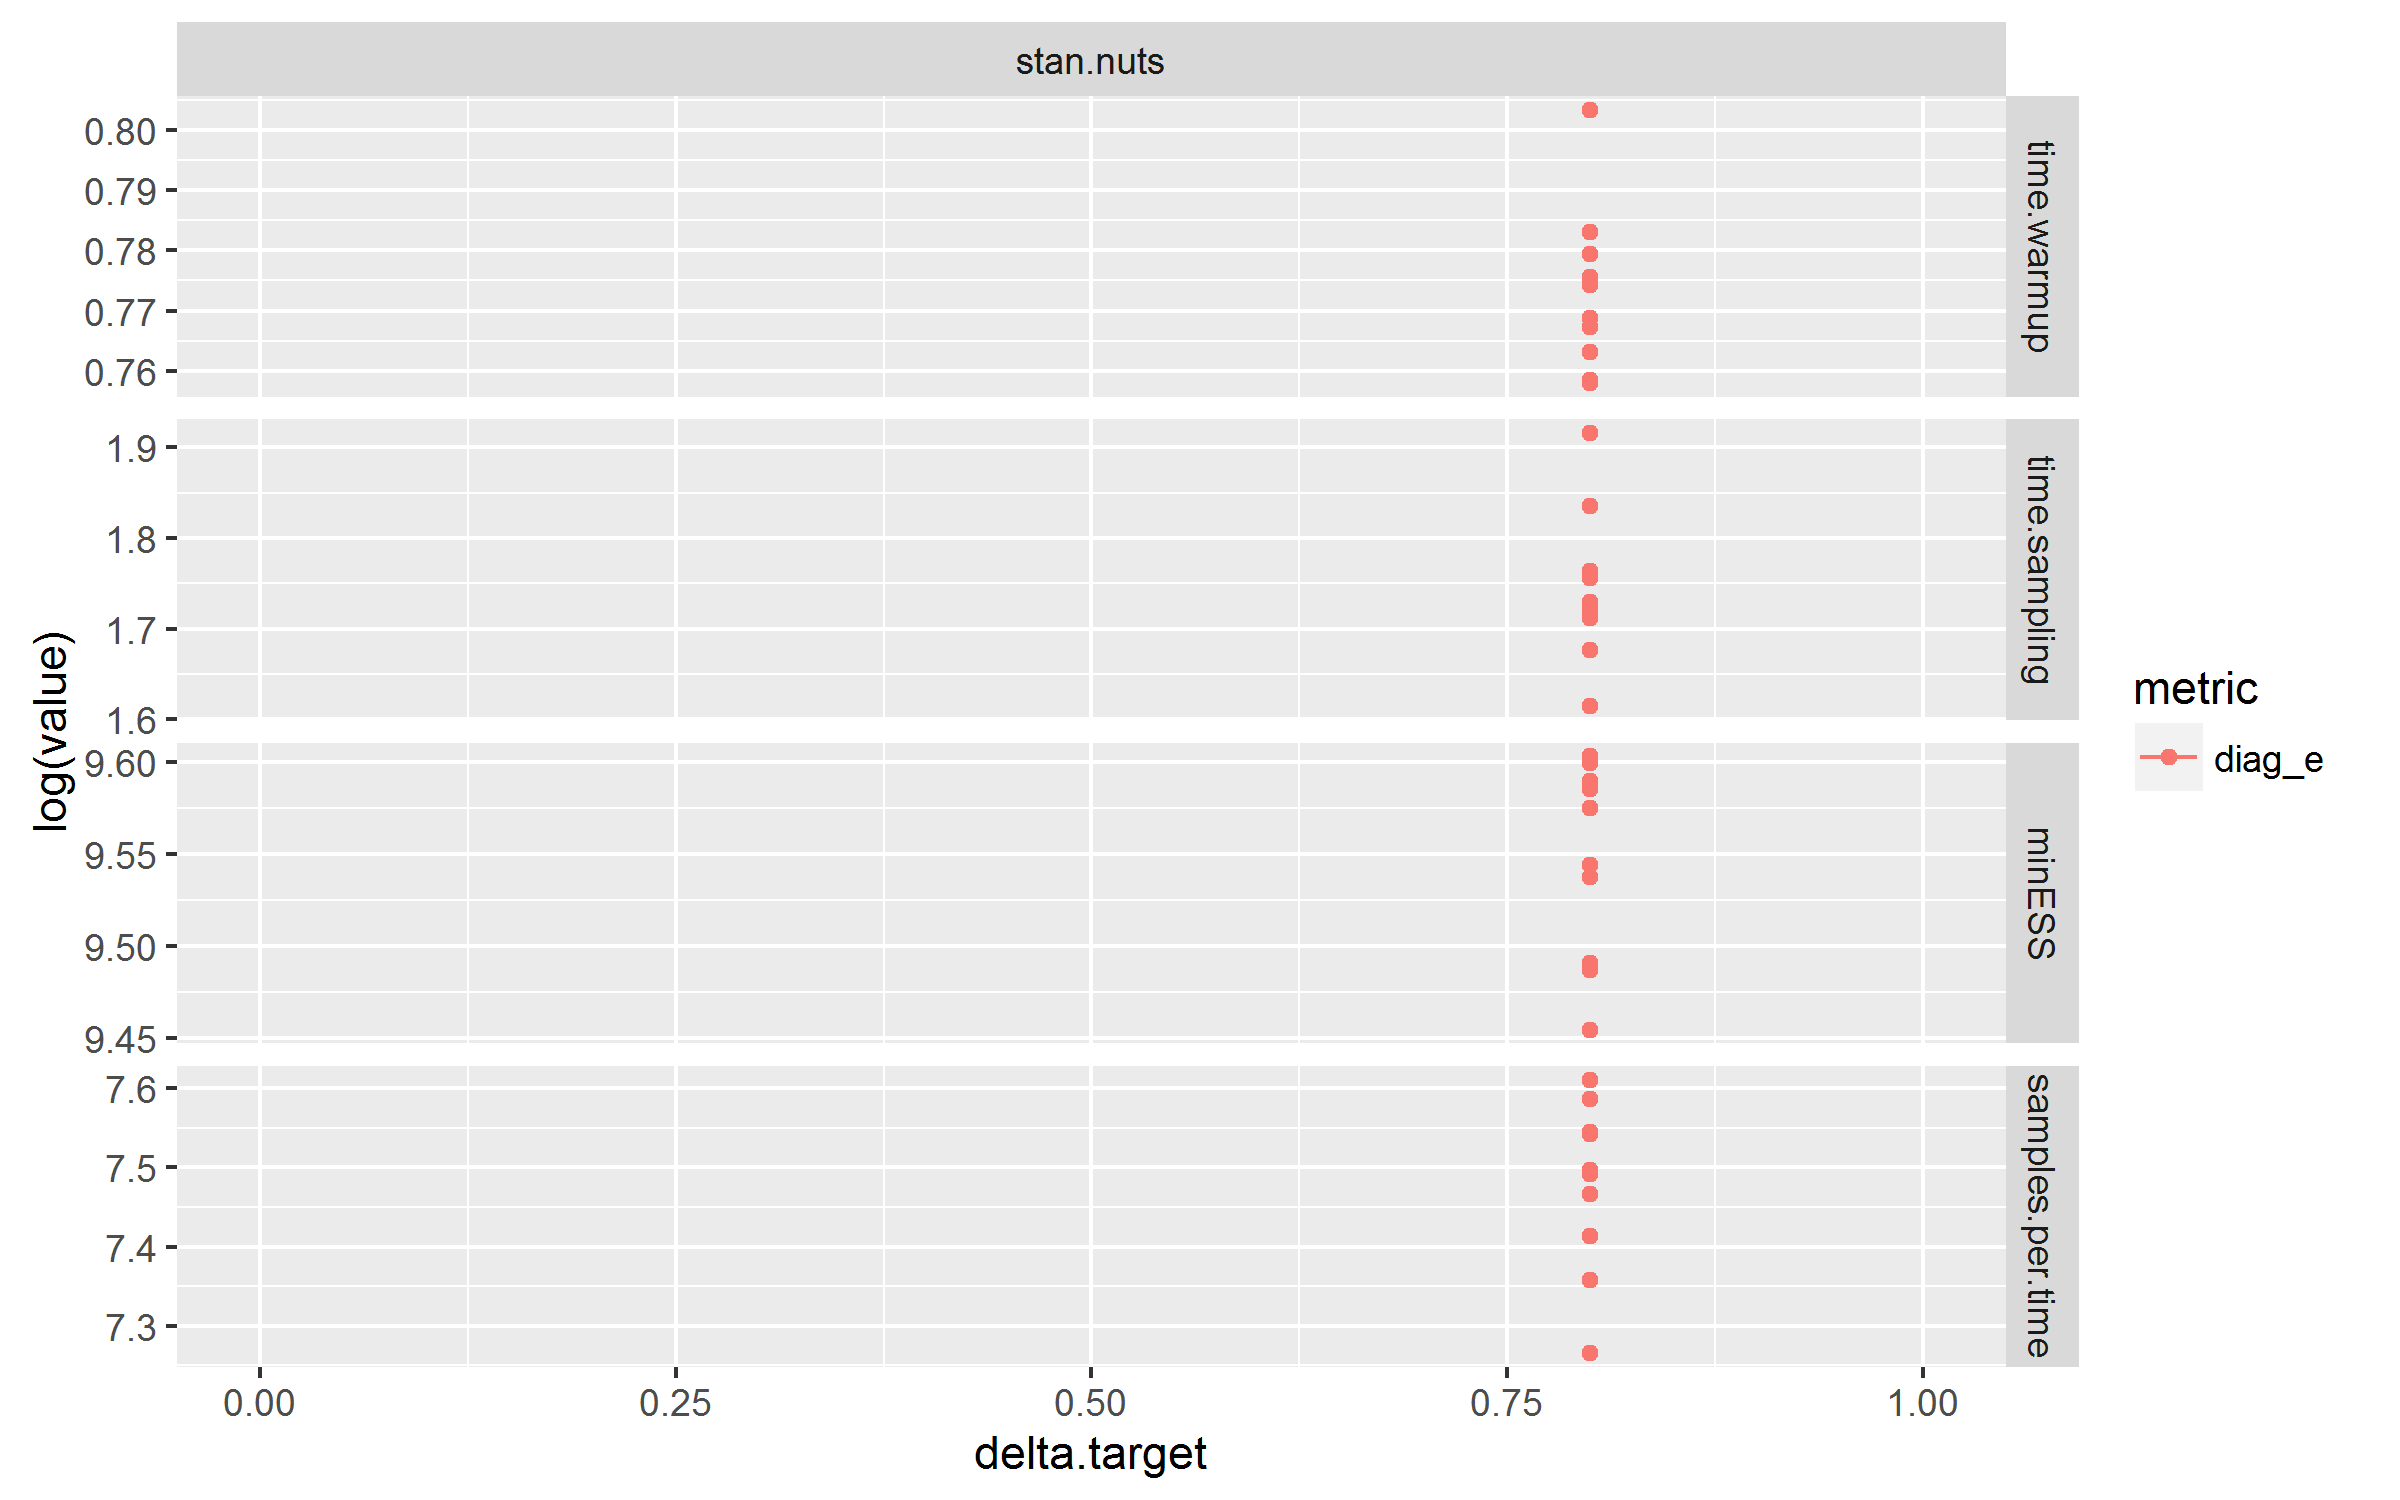 stan.nuts
0.80
0.79
0.78
0.77
0.76
time.warmup
1.9
1.8
1.7
1.6
time.sampling
9.60
9.55
9.50
9.45
minESS
7.6
7.5
7.4
7.3
samples.per.time
log(value)
0.00 0.25 0.50 0.75 1.00
delta.target
metric
diag_e